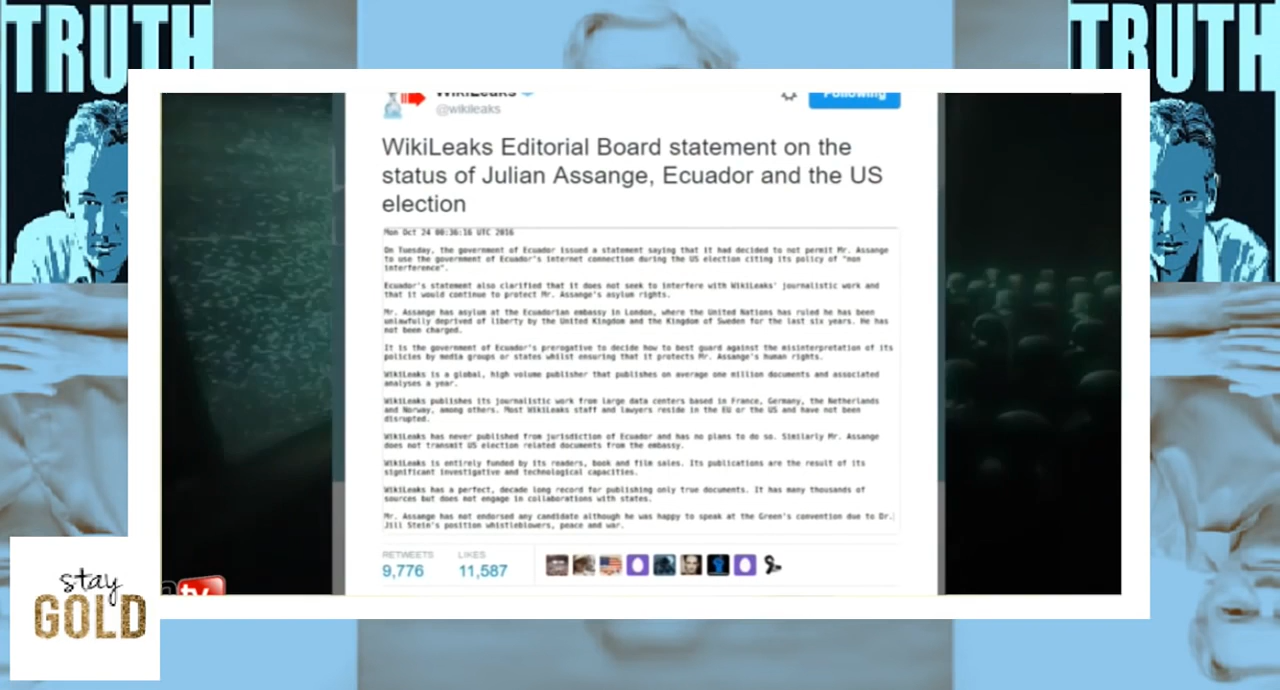 TRUTH
TRUTH
WikiLeaks
@wikileaks
Following
WikiLeaks Editorial Board statement on the
status of Julian Assange, Ecuador and the US
election
Mon Oct 24 00:36:16 UTC 2016
On Tuesday, the government of Ecuador issued a statement saying that it had decided to not permit Mr. Assange
to use the government of Ecuador's internet connection during the US election citing its policy of "non
interference".
Ecuador's statement also clarified that it does not seek to interfere with WikiLeaks' journalistic work and
that it would continue to protect Mr. Assange's asylum rights.
Mr. Assange has asylum at the Ecuadorian embassy in London, where the United Nations has ruled he has been
unlawfully deprived of liberty by the United Kingdom and the Kingdom of Sweden for the last six years. He has
not been charged.
It is the government of Ecuador's prerogative to decide how to best guard against the misinterpretation of its
policies by media groups or states whilst ensuring that it protects Mr. Assange's human rights.
WikiLeaks is a global, high volume publisher that publishes on average one million documents and associated
analyses a year.
WikiLeaks publishes its journalistic work from large data centers based in France, Germany, the Netherlands
and Norway, among others. Most WikiLeaks staff and lawyers reside in the EU or the US and have not been
disrupted.
WikiLeaks has never published from jurisdiction of Ecuador and has no plans to do so. Similarly Mr. Assange
does not transmit US election related documents from the embassy.
WikiLeaks is entirely funded by its readers, book and film sales. Its publications are the result of its
significant investigative and technological capacities.
WikiLeaks has a perfect, decade long record for publishing only true documents. It has many thousands of
sources but does not engage in collaborations with states.
Mr. Assange has not endorsed any candidate although he was happy to speak at the Green's convention due to Dr.
Jill Stein's position whistleblowers, peace and war.
RETWEETS LIKES
9,776 11,587
tv
stay
GOLD